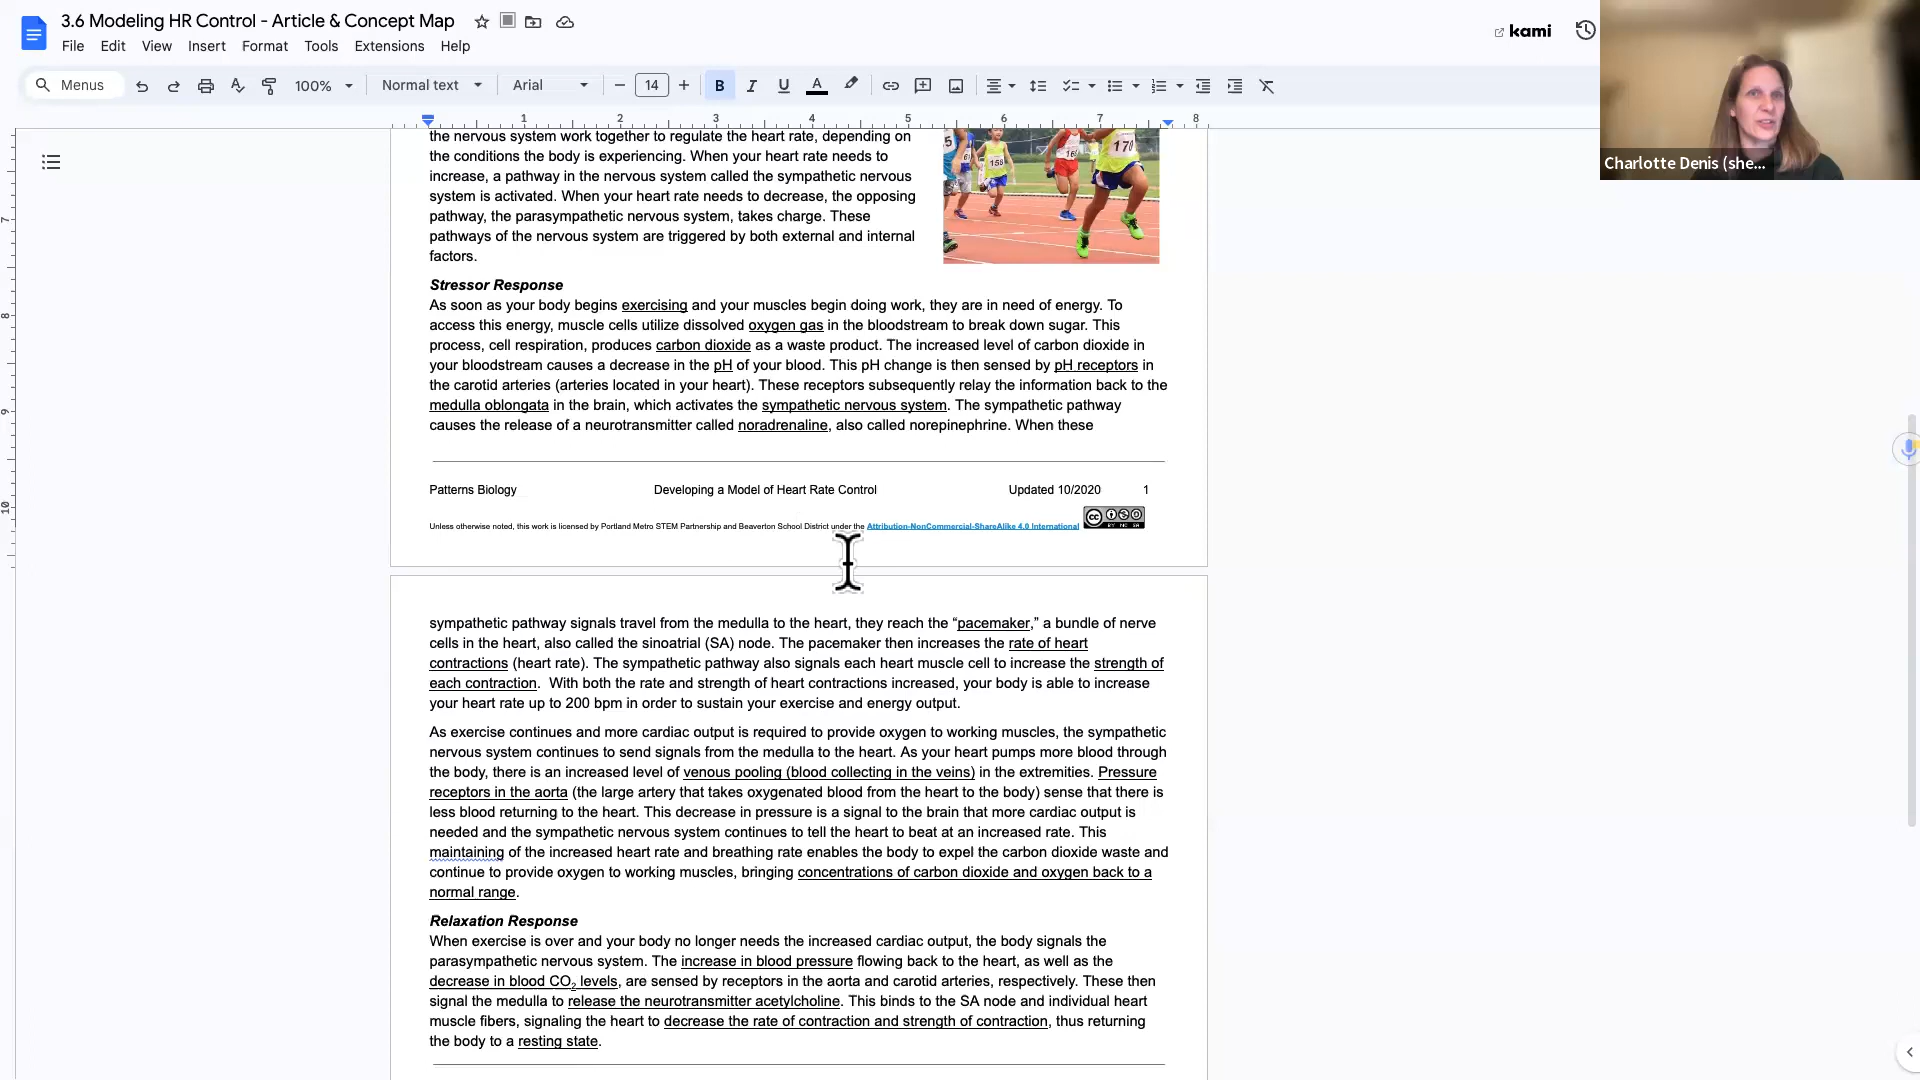 3.6 Modeling HR Control - Article & Concept Map
File Edit View Insert Format Tools Extensions Help
kami
Menus 100% Normal text Arial 14 B I U A
1 2 3 4 5 6 7 8
Charlotte Denis (she...
the nervous system work together to regulate the heart rate, depending on
the conditions the body is experiencing. When your heart rate needs to
increase, a pathway in the nervous system called the sympathetic nervous
system is activated. When your heart rate needs to decrease, the opposing
pathway, the parasympathetic nervous system, takes charge. These
pathways of the nervous system are triggered by both external and internal
factors.
158
170
Stressor Response
As soon as your body begins exercising and your muscles begin doing work, they are in need of energy. To
access this energy, muscle cells utilize dissolved oxygen gas in the bloodstream to break down sugar. This
process, cell respiration, produces carbon dioxide as a waste product. The increased level of carbon dioxide in
your bloodstream causes a decrease in the pH of your blood. This pH change is then sensed by pH receptors in
the carotid arteries (arteries located in your heart). These receptors subsequently relay the information back to the
medulla oblongata in the brain, which activates the sympathetic nervous system. The sympathetic pathway
causes the release of a neurotransmitter called noradrenaline, also called norepinephrine. When these
Patterns Biology Developing a Model of Heart Rate Control Updated 10/2020 1
Unless otherwise noted, this work is licensed by Portland Metro STEM Partnership and Beaverton School District under the Attribution-NonCommercial-ShareAlike 4.0 International
cc BY NC SA
sympathetic pathway signals travel from the medulla to the heart, they reach the “pacemaker,” a bundle of nerve
cells in the heart, also called the sinoatrial (SA) node. The pacemaker then increases the rate of heart
contractions (heart rate). The sympathetic pathway also signals each heart muscle cell to increase the strength of
each contraction. With both the rate and strength of heart contractions increased, your body is able to increase
your heart rate up to 200 bpm in order to sustain your exercise and energy output.
As exercise continues and more cardiac output is required to provide oxygen to working muscles, the sympathetic
nervous system continues to send signals from the medulla to the heart. As your heart pumps more blood through
the body, there is an increased level of venous pooling (blood collecting in the veins) in the extremities. Pressure
receptors in the aorta (the large artery that takes oxygenated blood from the heart to the body) sense that there is
less blood returning to the heart. This decrease in pressure is a signal to the brain that more cardiac output is
needed and the sympathetic nervous system continues to tell the heart to beat at an increased rate. This
maintaining of the increased heart rate and breathing rate enables the body to expel the carbon dioxide waste and
continue to provide oxygen to working muscles, bringing concentrations of carbon dioxide and oxygen back to a
normal range.
Relaxation Response
When exercise is over and your body no longer needs the increased cardiac output, the body signals the
parasympathetic nervous system. The increase in blood pressure flowing back to the heart, as well as the
decrease in blood CO₂ levels, are sensed by receptors in the aorta and carotid arteries, respectively. These then
signal the medulla to release the neurotransmitter acetylcholine. This binds to the SA node and individual heart
muscle fibers, signaling the heart to decrease the rate of contraction and strength of contraction, thus returning
the body to a resting state.
7
8
9
10